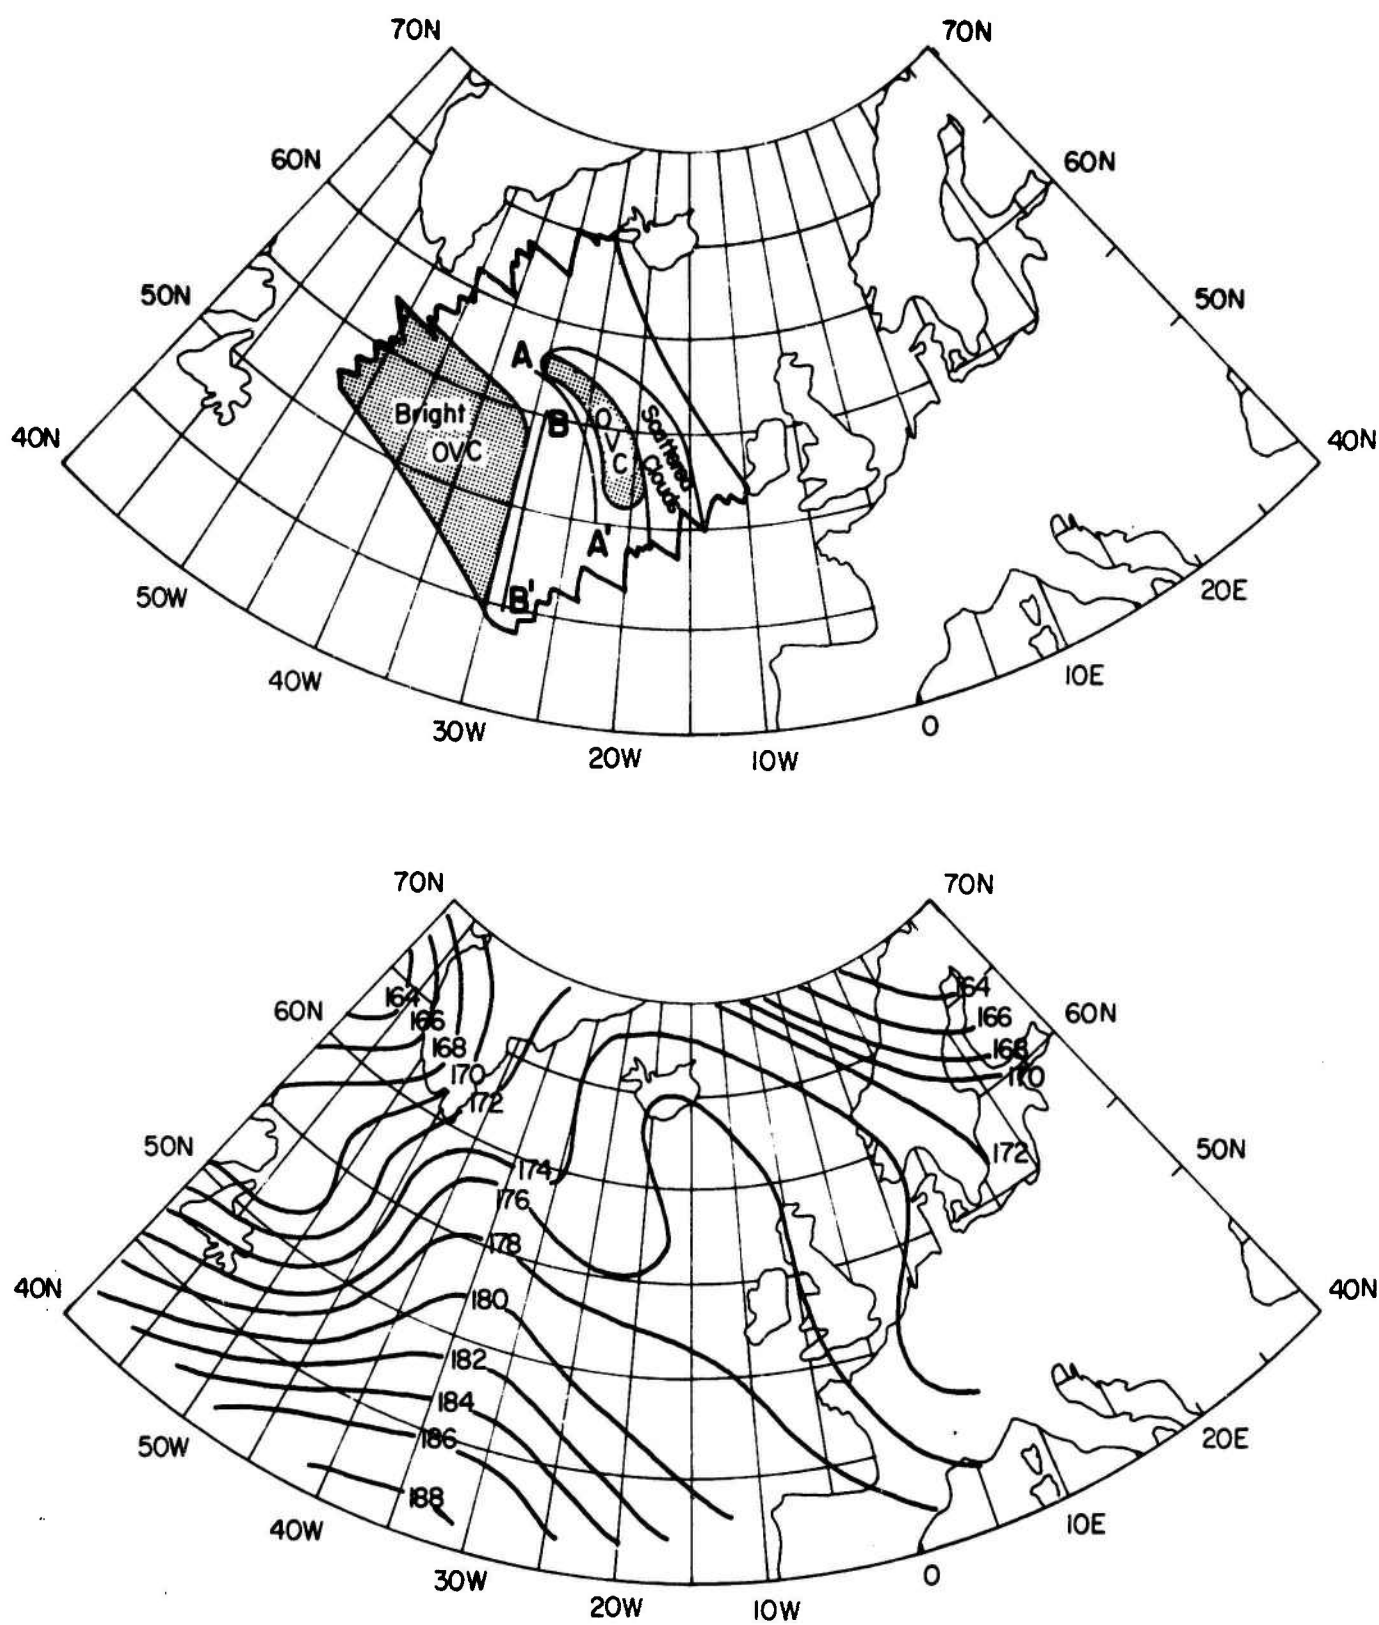 70N
70N
60N
60N
50N
50N
40N
40N
A
B
Bright
OVC
O
V
C
Scattered
Clouds
A'
B'
50W
40W
30W
20W
10W
0
10E
20E
70N
70N
60N
60N
50N
50N
40N
40N
164
166
168
170
172
174
176
178
180
182
184
186
188
164
166
168
170
172
50W
40W
30W
20W
10W
0
10E
20E